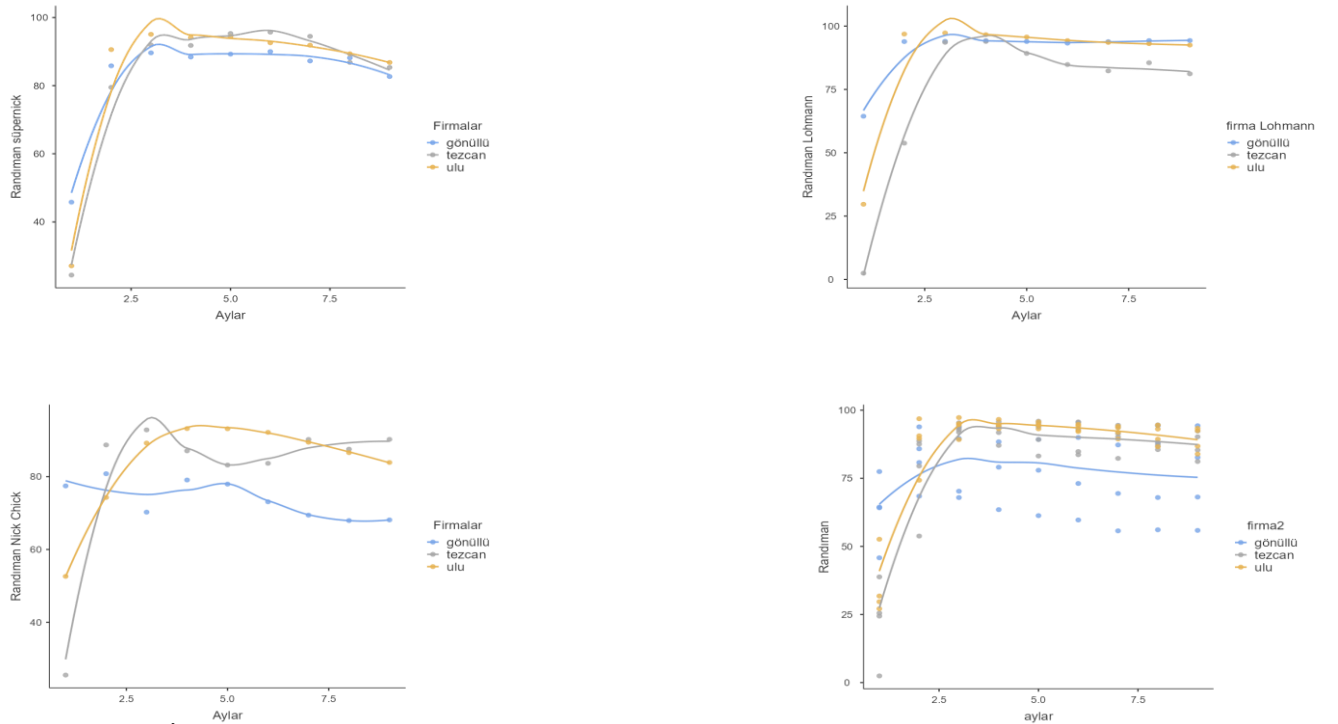 Randıman süpernick
100
80
60
40
2.5 5.0 7.5
Aylar
Firmalar
gönüllü
tezcan
ulu
Randıman Lohmann
100
75
50
25
0
2.5 5.0 7.5
Aylar
firma Lohmann
gönüllü
tezcan
ulu
Randıman Nick Chick
80
60
40
2.5 5.0 7.5
Aylar
Firmalar
gönüllü
tezcan
ulu
Randıman
100
75
50
25
0
2.5 5.0 7.5
aylar
firma2
gönüllü
tezcan
ulu